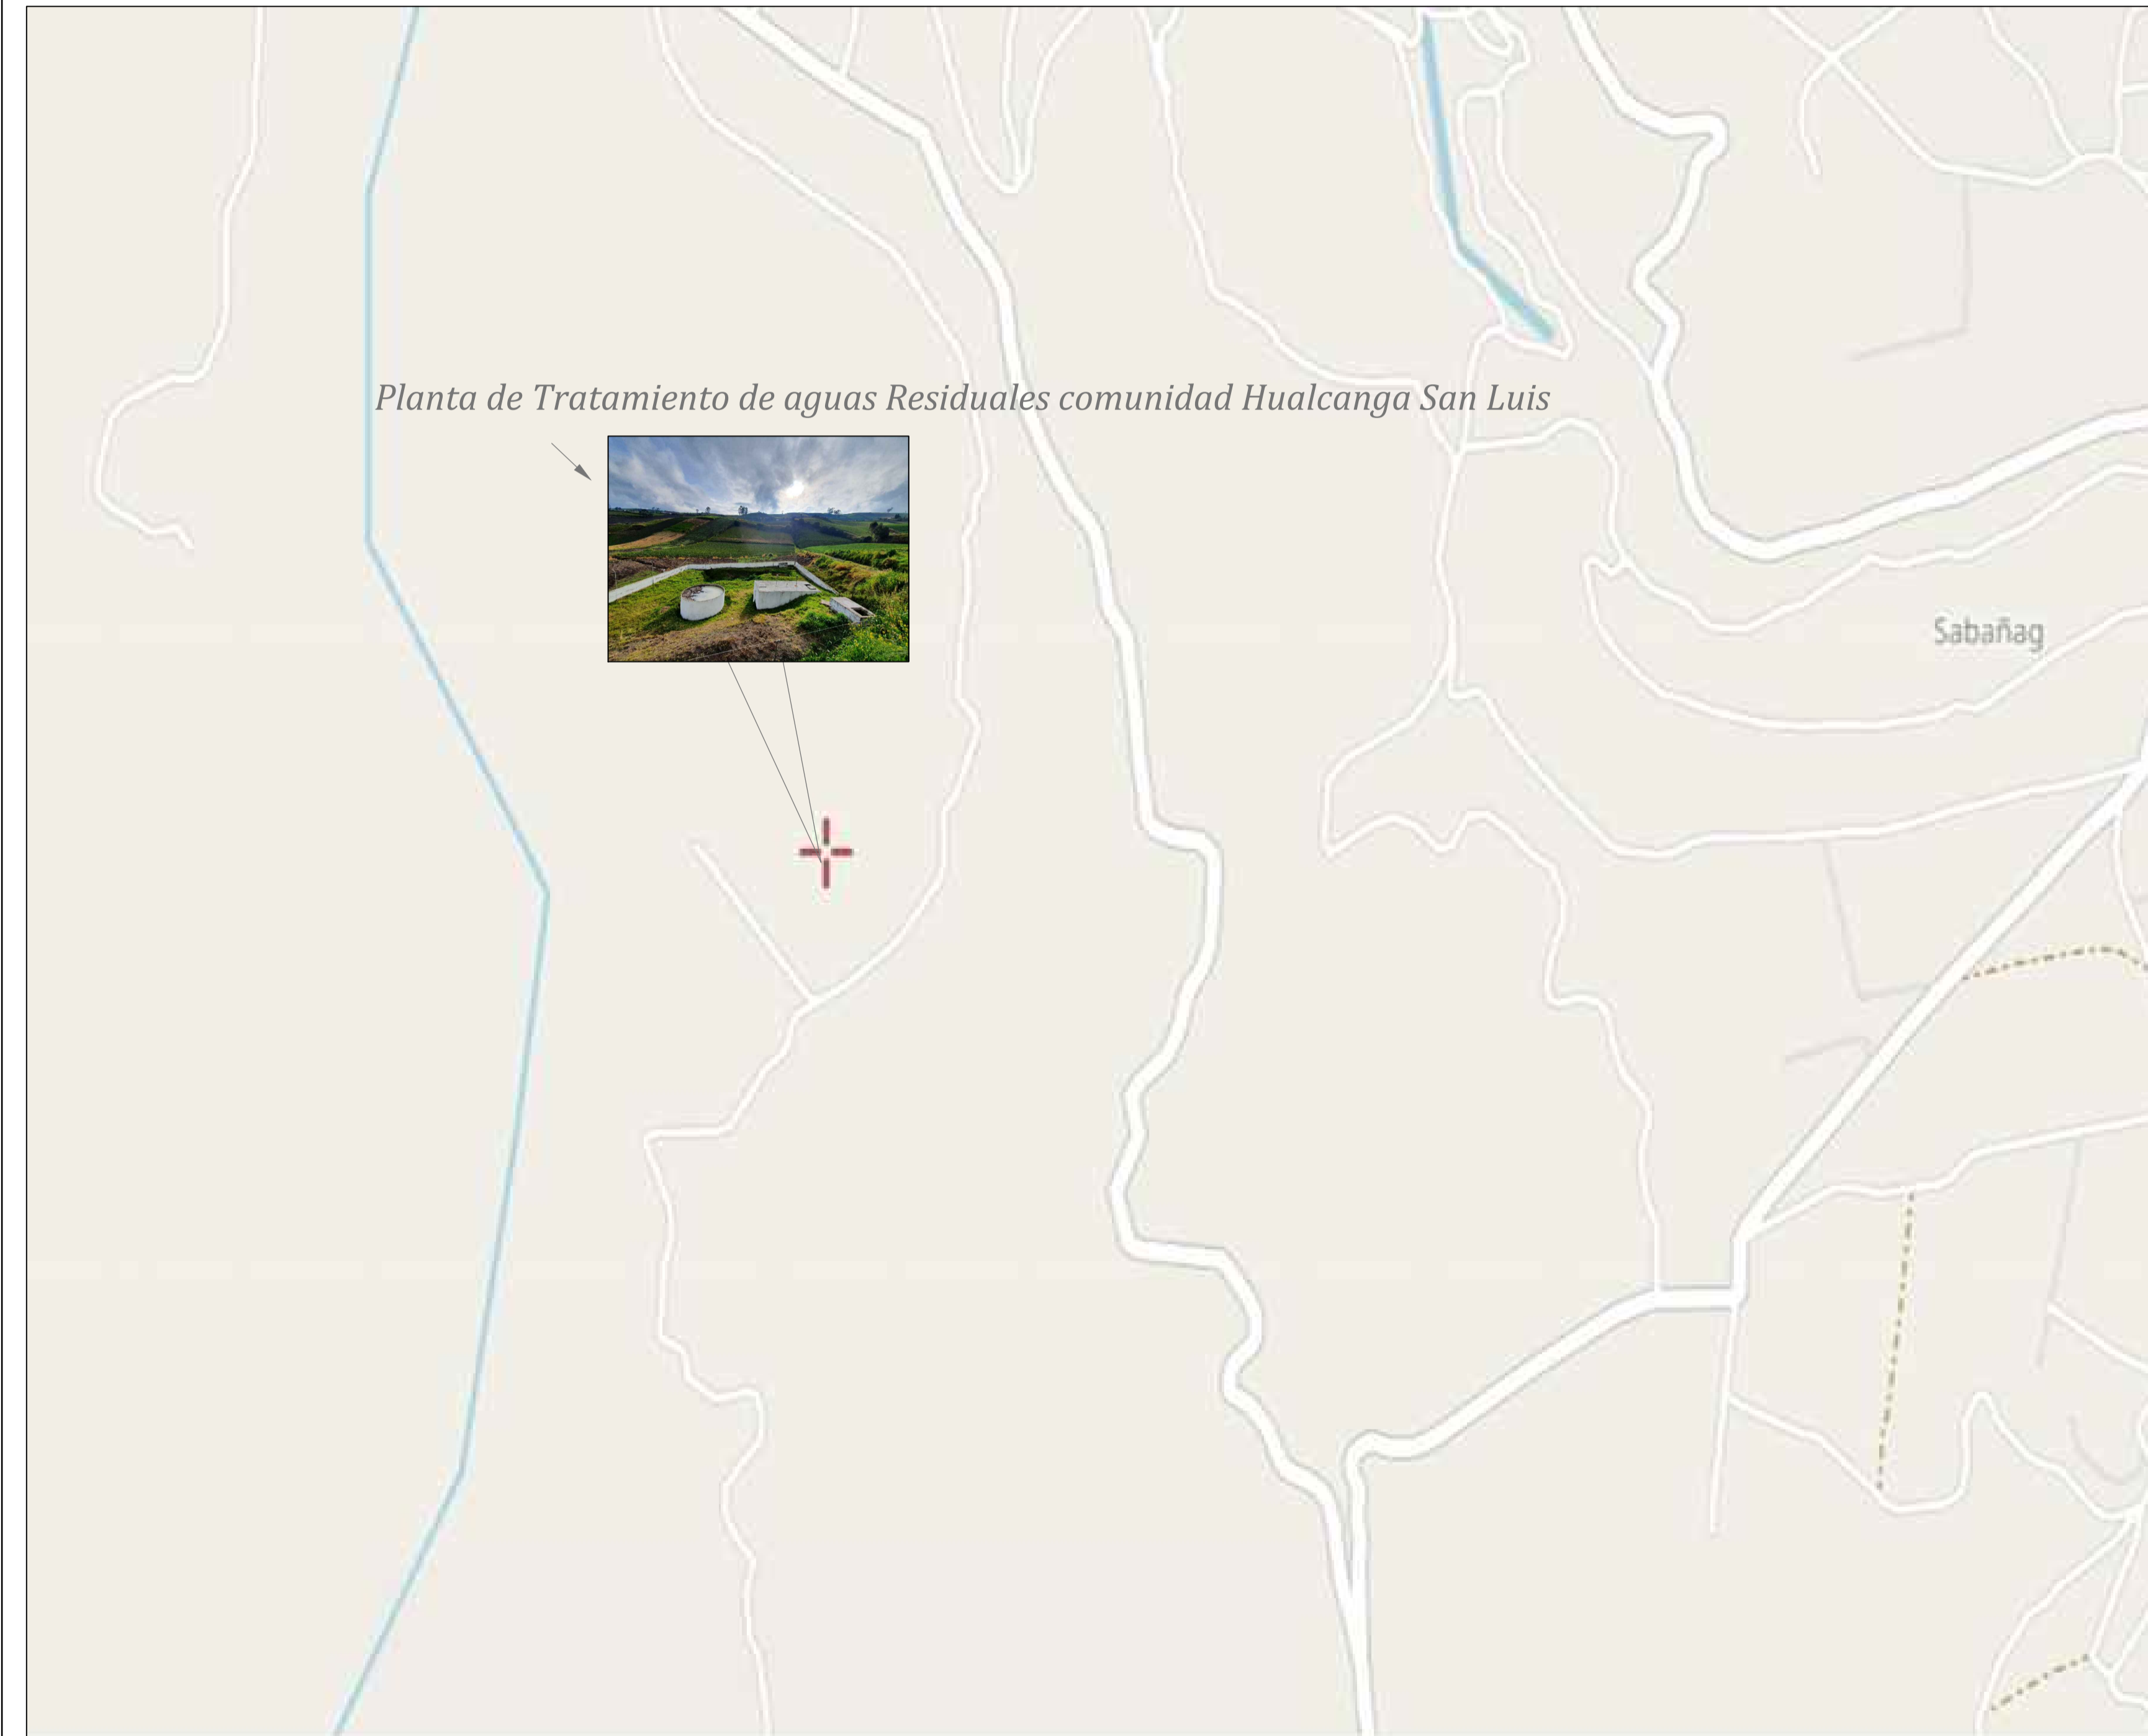 Planta de Tratamiento de aguas Residuales comunidad Hualcanga San Luis
Sabañag